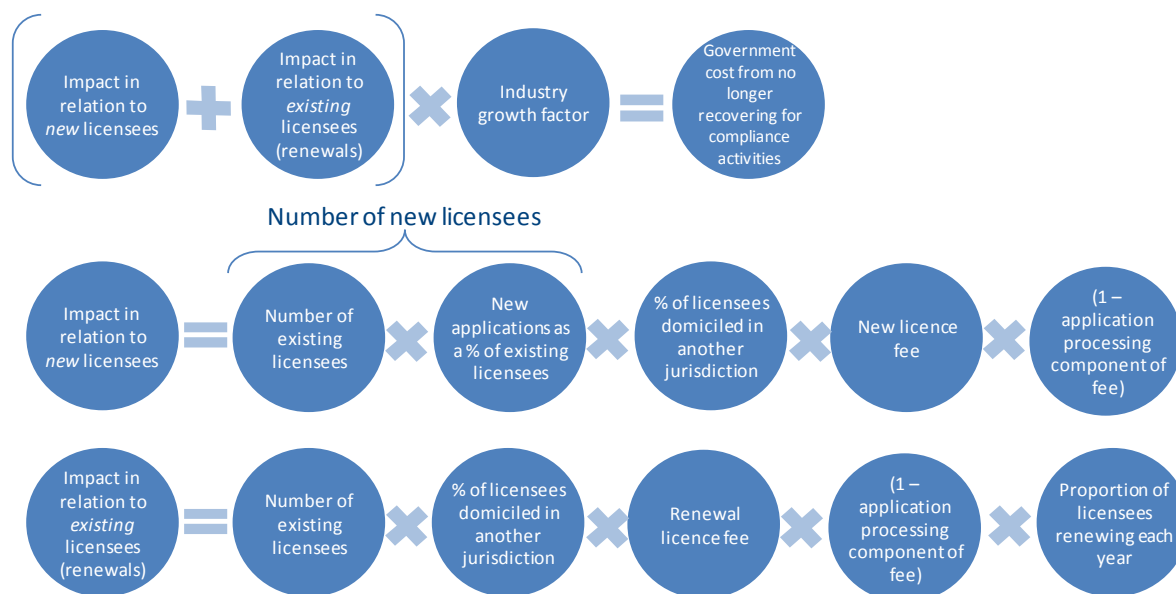 Impact in
relation to
new licensees
Impact in
relation to
existing
licensees
(renewals)
Industry
growth factor
Government
cost from no
longer
recovering for
compliance
activities
Number of new licensees
Impact in
relation to
new licensees
Number of
existing
licensees
New
applications as
a % of existing
licensees
% of licensees
domiciled in
another
jurisdiction
New licence
fee
(1 –
application
processing
component of
fee)
Impact in
relation to
existing
licensees
(renewals)
Number of
existing
licensees
% of licensees
domiciled in
another
jurisdiction
Renewal
licence fee
(1 –
application
processing
component of
fee)
Proportion of
licensees
renewing each
year